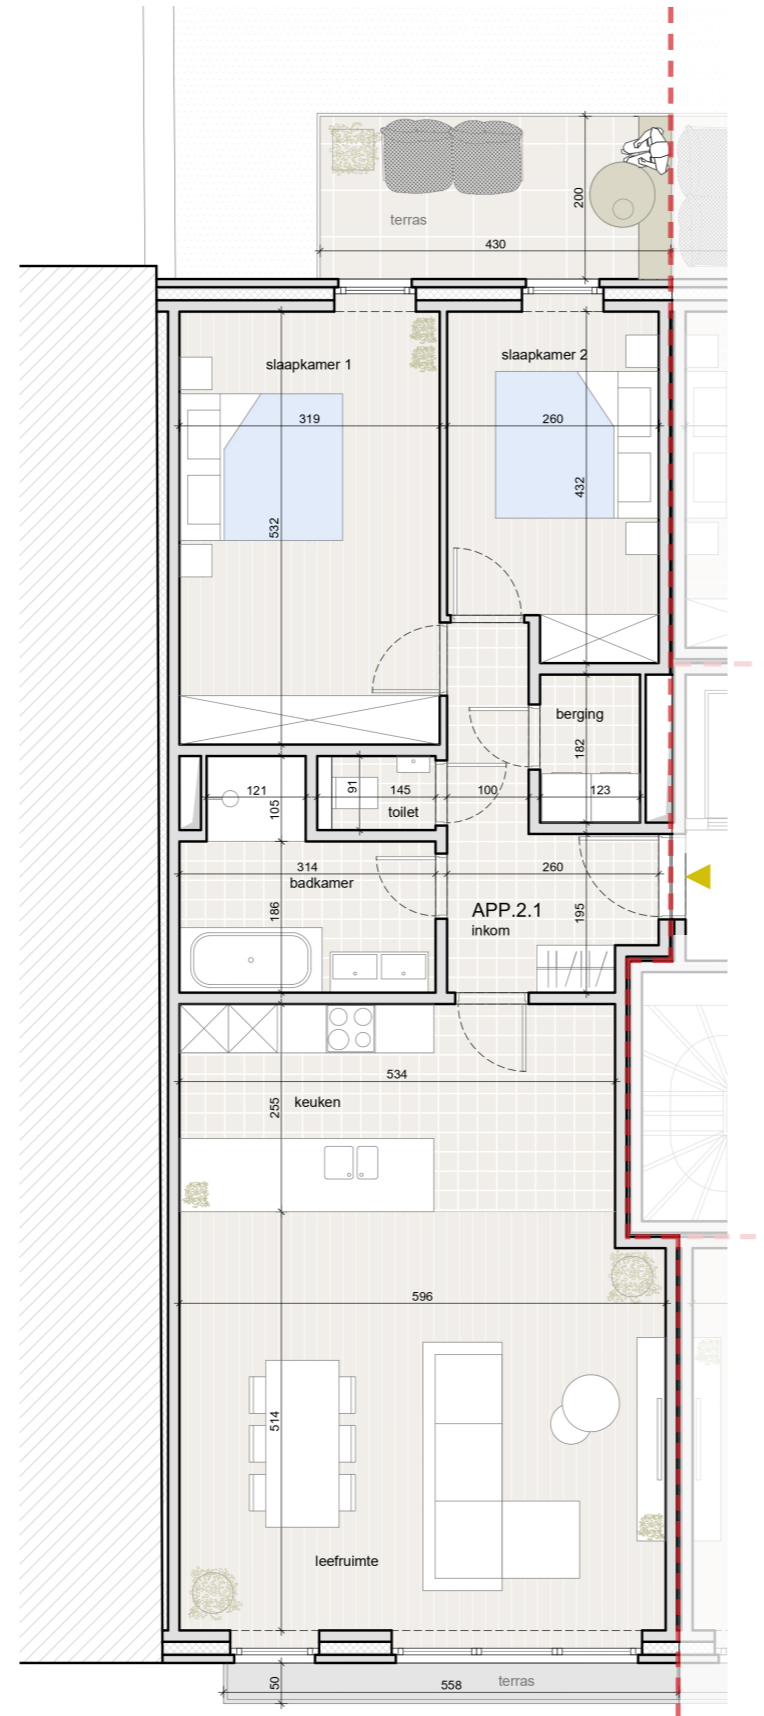 200
terras
430
slaapkamer 1
slaapkamer 2
319
260
532
432
berging
182
121
105
91
145
toilet
100
123
314
badkamer
260
186
APP.2.1
inkom
195
534
255
keuken
596
514
leefruimte
50
558
terras